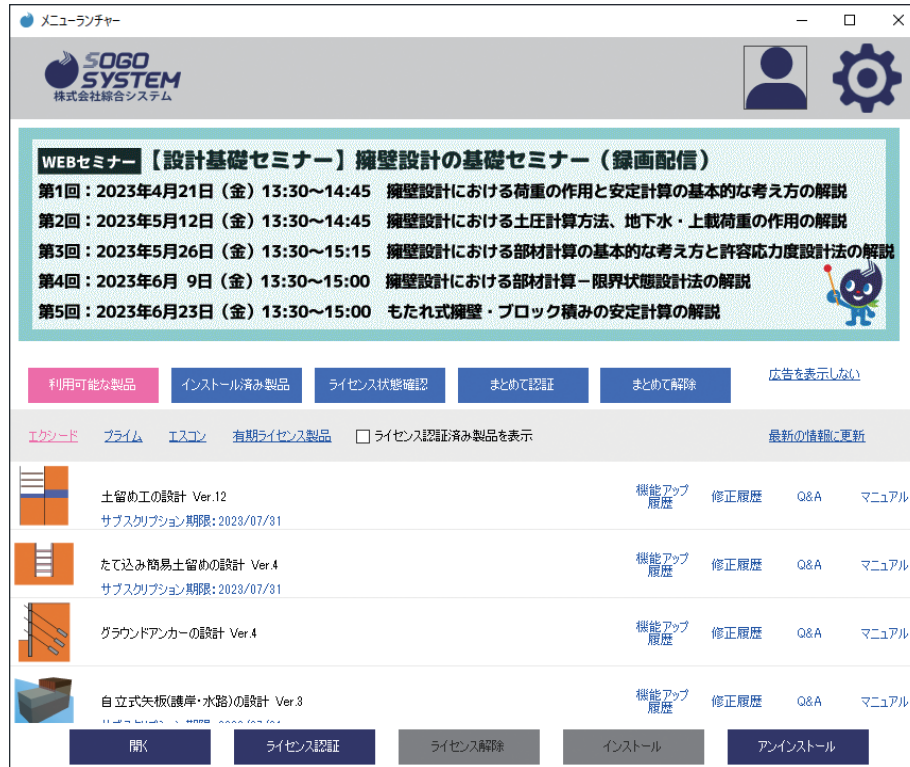 メニューランチャー
SOGO
SYSTEM
株式会社綜合システム
WEBセミナー 【設計基礎セミナー】擁壁設計の基礎セミナー（録画配信）
第1回：2023年4月21日（金）13:30～14:45 擁壁設計における荷重の作用と安定計算の基本的な考え方の解説
第2回：2023年5月12日（金）13:30～14:45 擁壁設計における土圧計算方法、地下水・上載荷重の作用の解説
第3回：2023年5月26日（金）13:30～15:15 擁壁設計における部材計算の基本的な考え方と許容応力度設計法の解説
第4回：2023年6月 9日（金）13:30～15:00 擁壁設計における部材計算－限界状態設計法の解説
第5回：2023年6月23日（金）13:30～15:00 もたれ式擁壁・ブロック積みの安定計算の解説
利用可能な製品 インストール済み製品 ライセンス状態確認 まとめて認証 まとめて解除 広告を表示しない
エクシード プライム エスコン 有期ライセンス製品 ライセンス認証済み製品を表示 最新の情報に更新
土留め工の設計 Ver.12 機能アップ履歴 修正履歴 Q&A マニュアル
サブスクリプション期限：2023/07/31
たて込み簡易土留めの設計 Ver.4 機能アップ履歴 修正履歴 Q&A マニュアル
サブスクリプション期限：2023/07/31
グラウンドアンカーの設計 Ver.4 機能アップ履歴 修正履歴 Q&A マニュアル
自立式矢板(護岸・水路)の設計 Ver.3 機能アップ履歴 修正履歴 Q&A マニュアル
開く ライセンス認証 ライセンス解除 インストール アンインストール